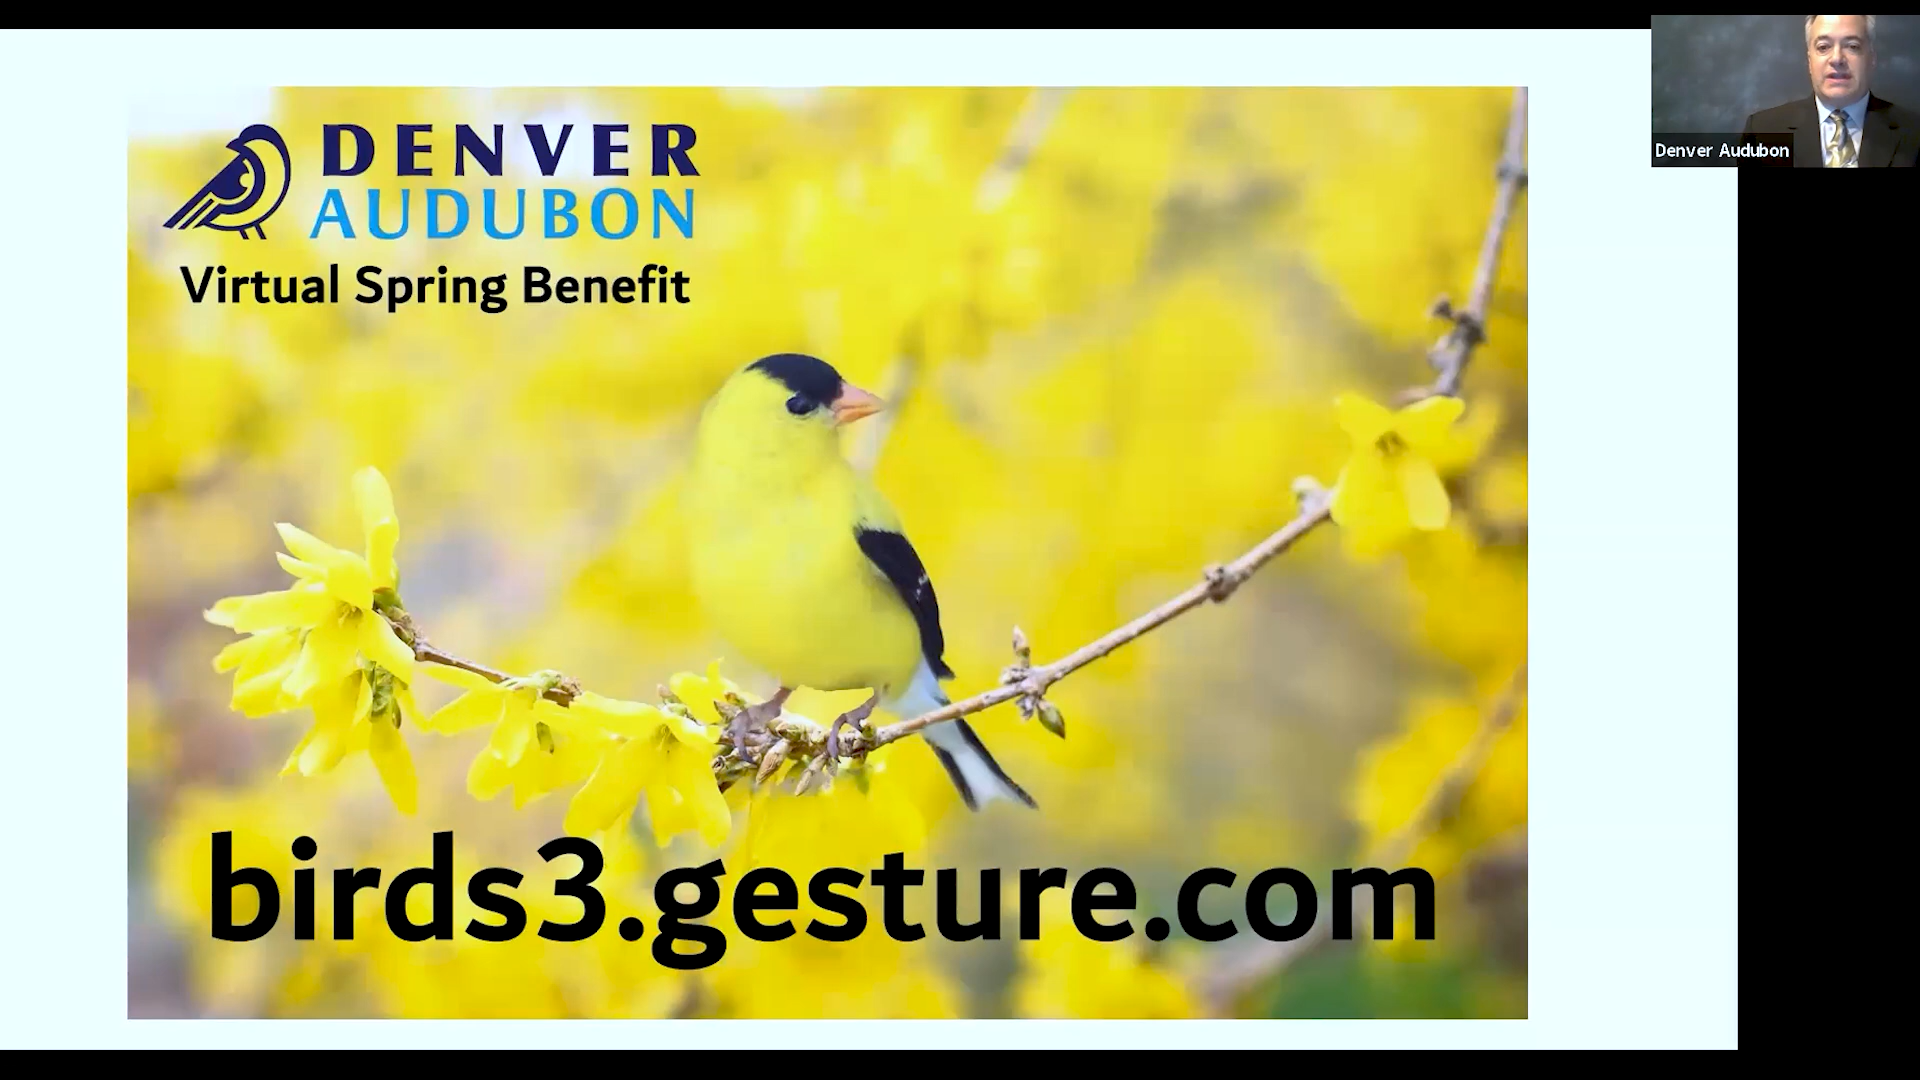 DENVER
AUDUBON
Virtual Spring Benefit
birds3.gesture.com
Denver Audubon